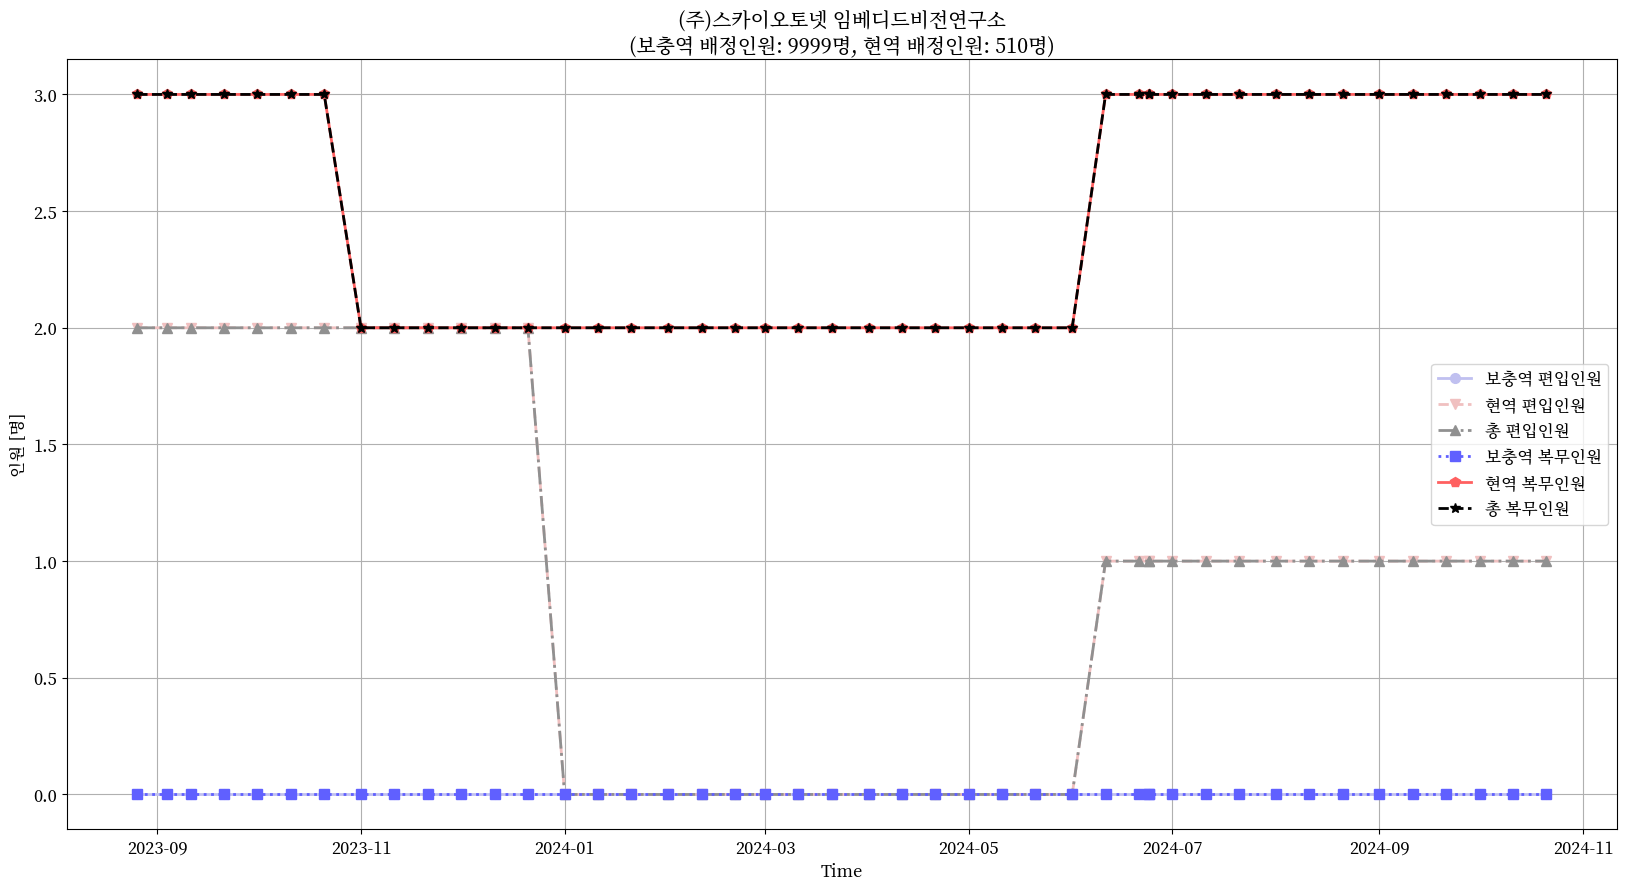 (주)스카이오토넷 임베디드비전연구소
(보충역 배정인원: 9999명, 현역 배정인원: 510명)
3.0
2.5
2.0
1.5
1.0
0.5
0.0
인원 [명]
보충역 편입인원
현역 편입인원
총 편입인원
보충역 복무인원
현역 복무인원
총 복무인원
2023-09 2023-11 2024-01 2024-03 2024-05 2024-07 2024-09 2024-11
Time